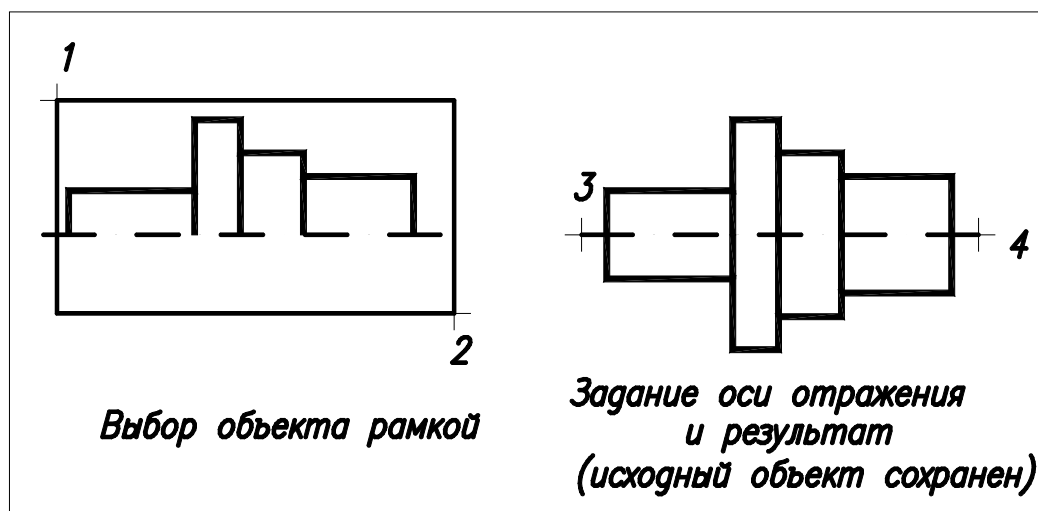 1
2
Выбор объекта рамкой
3
4
Задание оси отражения
и результат
(исходный объект сохранен)